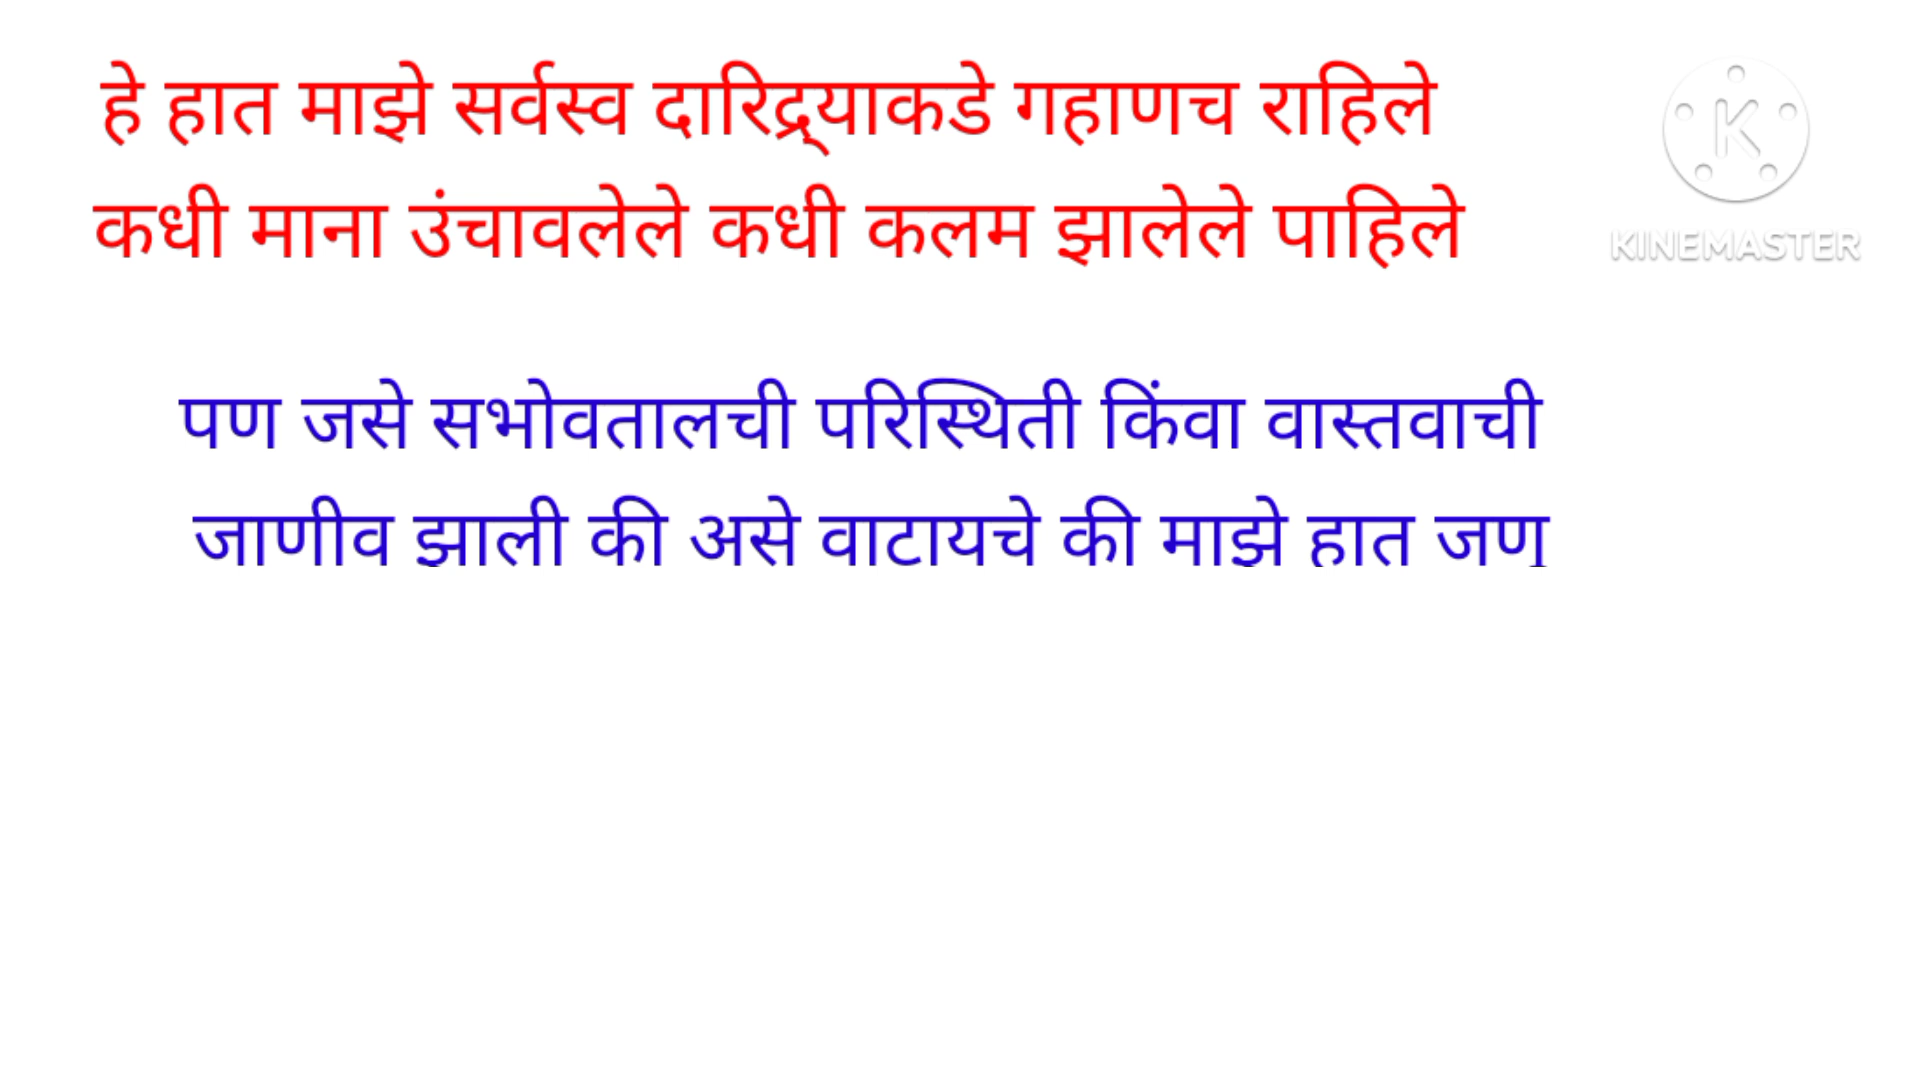 हे हात माझे सर्वस्व दारिद्र्याकडे गहाणच राहिले
कधी माना उंचावलेले कधी कलम झालेले पाहिले
KINEMASTER
पण जसे सभोवतालची परिस्थिती किंवा वास्तवाची
जाणीव झाली की असे वाटायचे की माझे हात